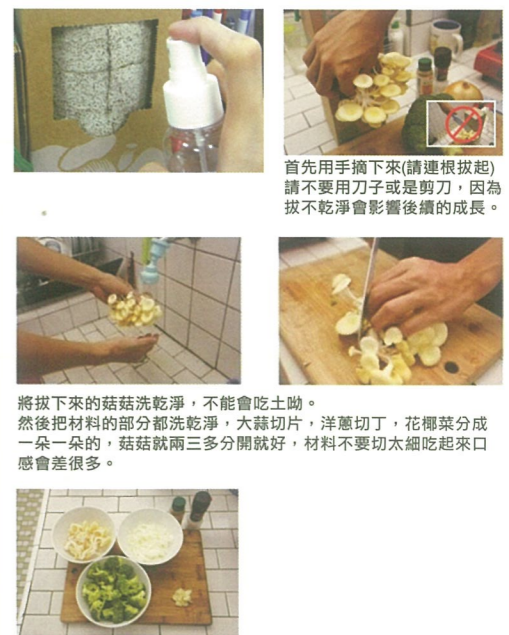 首先用手摘下來(請連根拔起)
請不要用刀子或是剪刀，因為
拔不乾淨會影響後續的成長。
將拔下來的菇菇洗乾淨，不能會吃土呦。
然後把材料的部分都洗乾淨，大蒜切片，洋蔥切丁，花椰菜分成
一朵一朵的，菇菇就兩三多分開就好，材料不要切太細吃起來口
感會差很多。